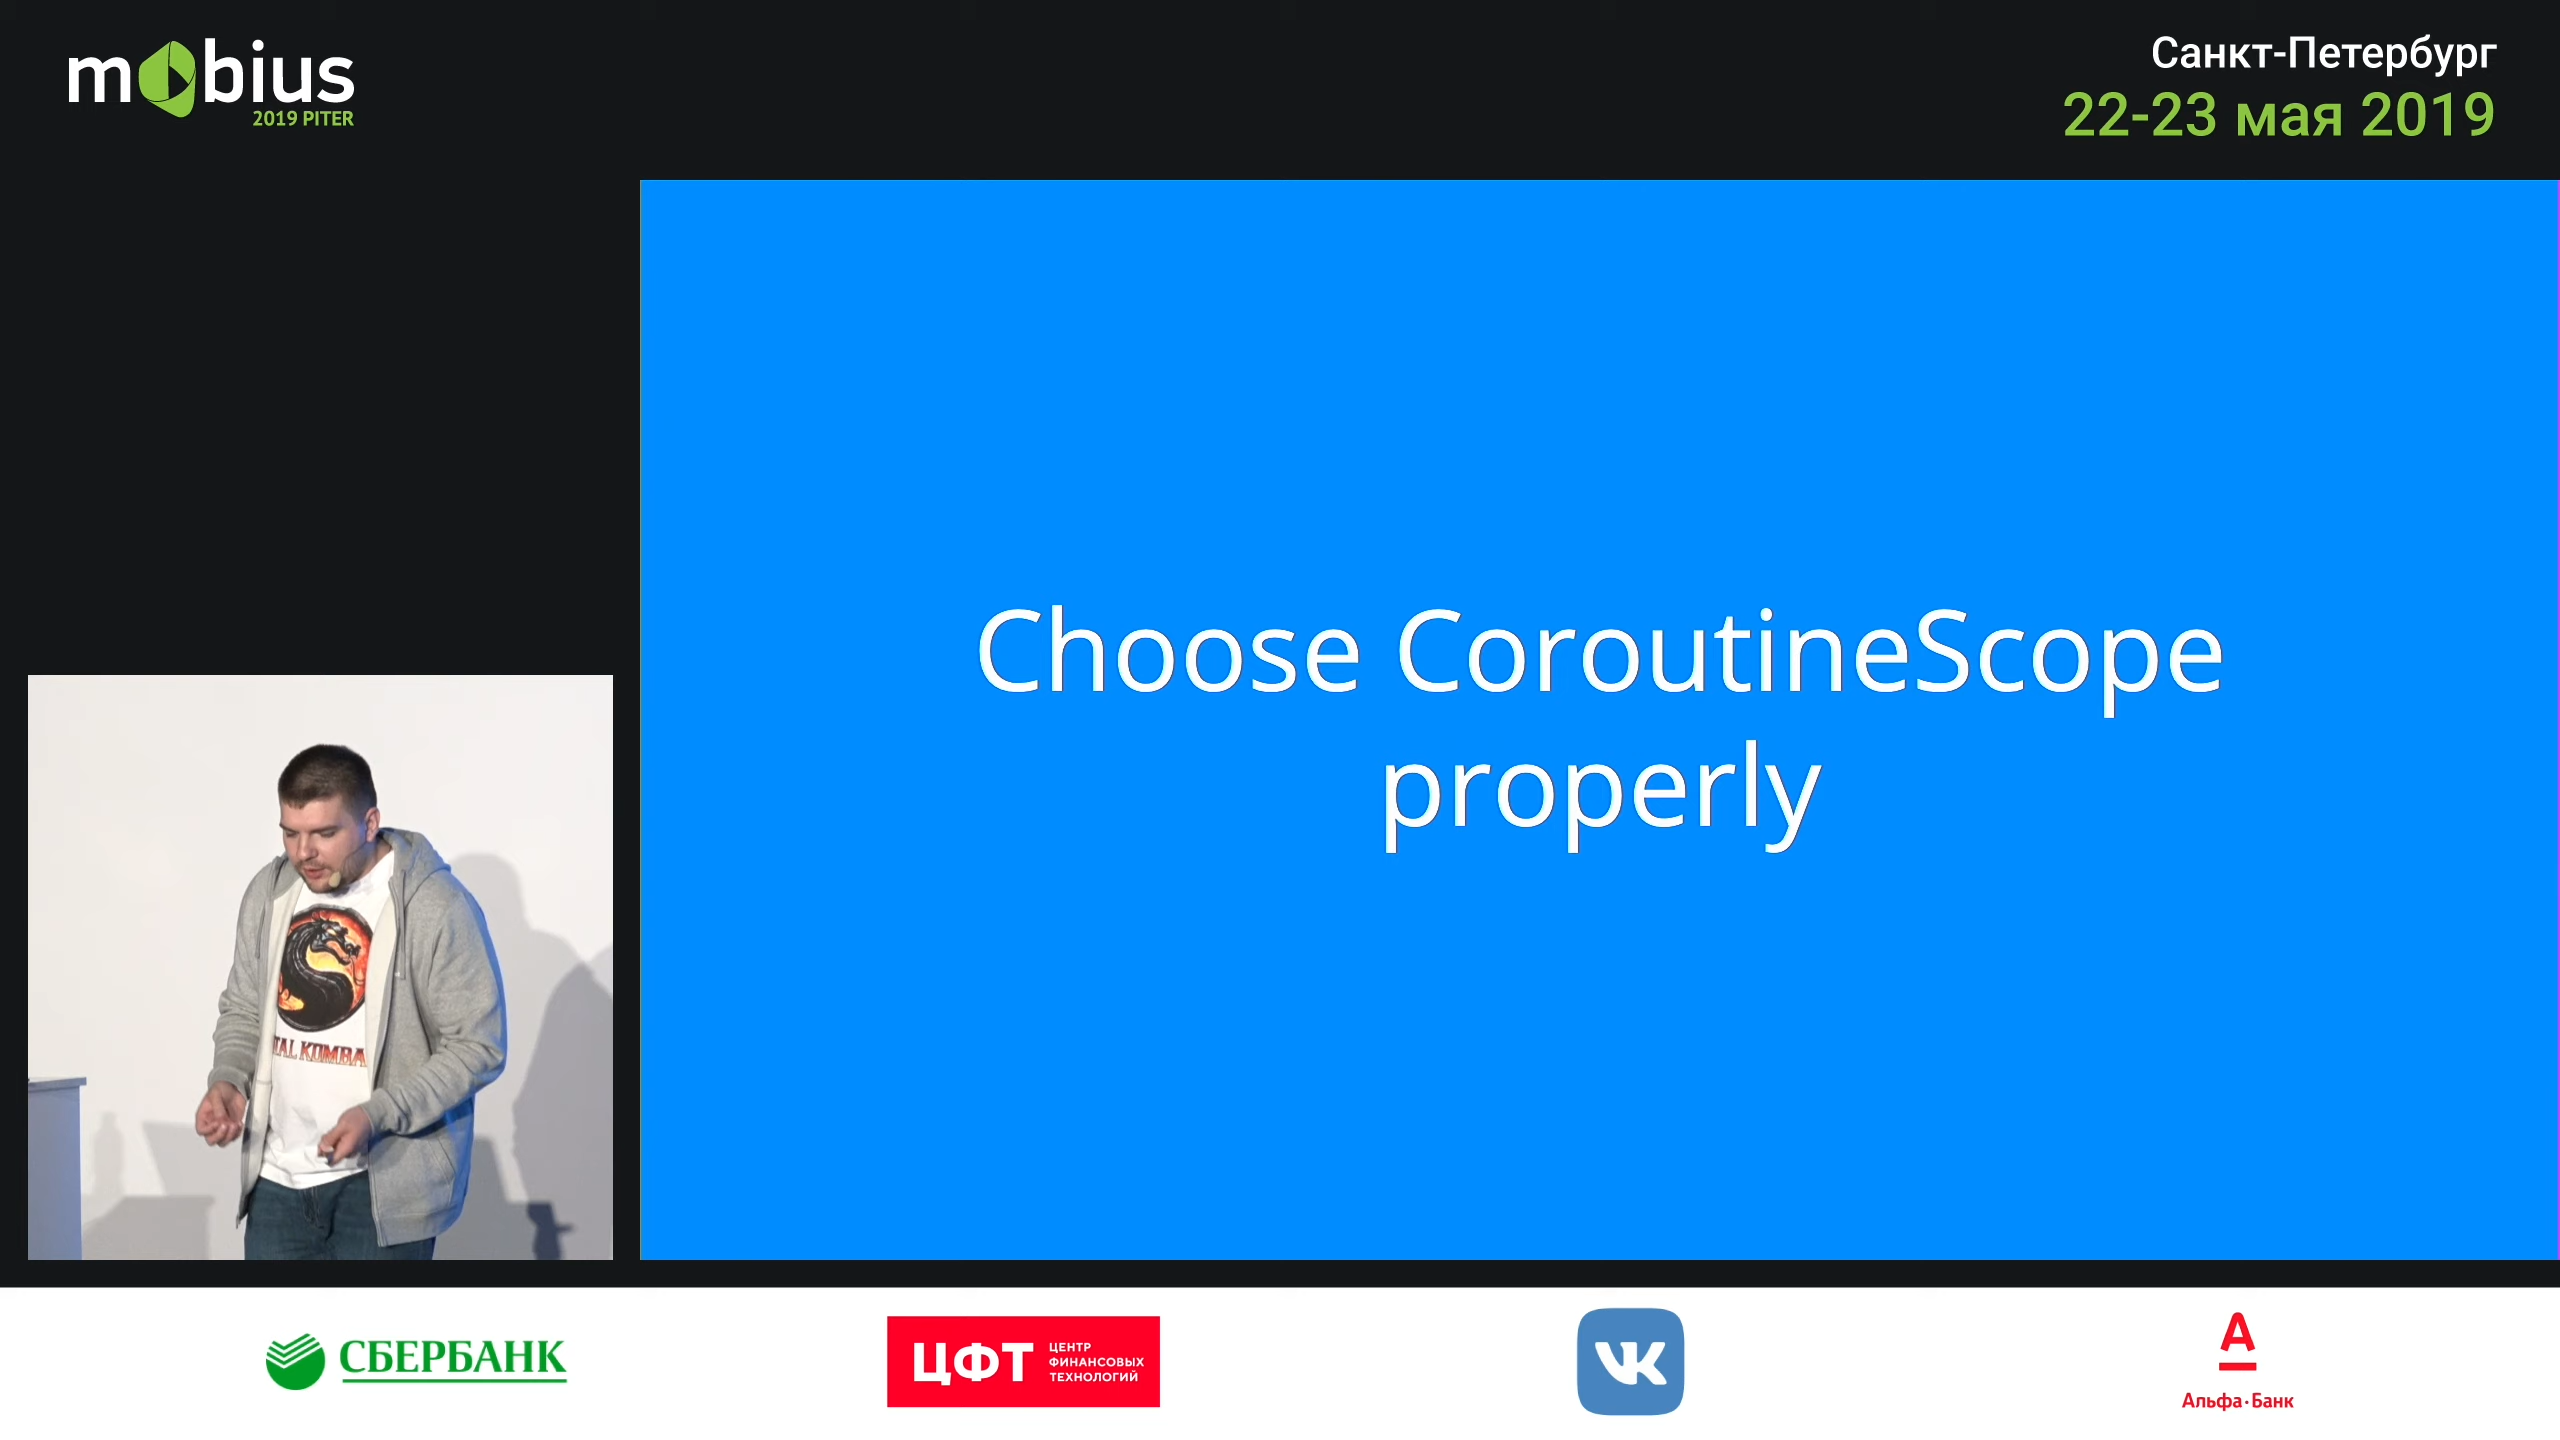 mobius
2019 PITER
Санкт-Петербург
22-23 мая 2019
Choose CoroutineScope
properly
TAL KOMBA
СБЕРБАНК
ЦФТ
ЦЕНТР
ФИНАНСОВЫХ
ТЕХНОЛОГИЙ
VK
А
Альфа·Банк